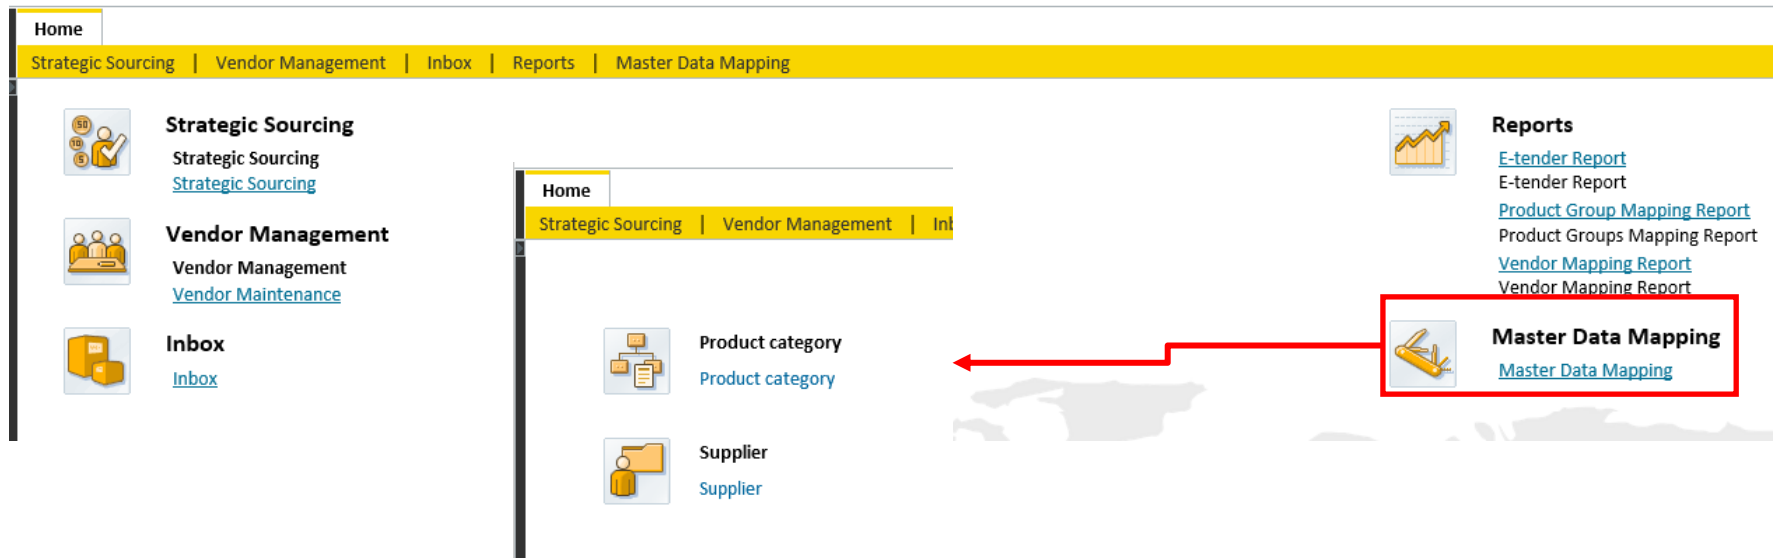 Home
Strategic Sourcing | Vendor Management | Inbox | Reports | Master Data Mapping
Strategic Sourcing
Strategic Sourcing
Strategic Sourcing
Vendor Management
Vendor Management
Vendor Maintenance
Inbox
Inbox
Home
Strategic Sourcing | Vendor Management |
Product category
Product category
Supplier
Supplier
Reports
E-tender Report
E-tender Report
Product Group Mapping Report
Product Groups Mapping Report
Vendor Mapping Report
Vendor Mapping Report
Master Data Mapping
Master Data Mapping